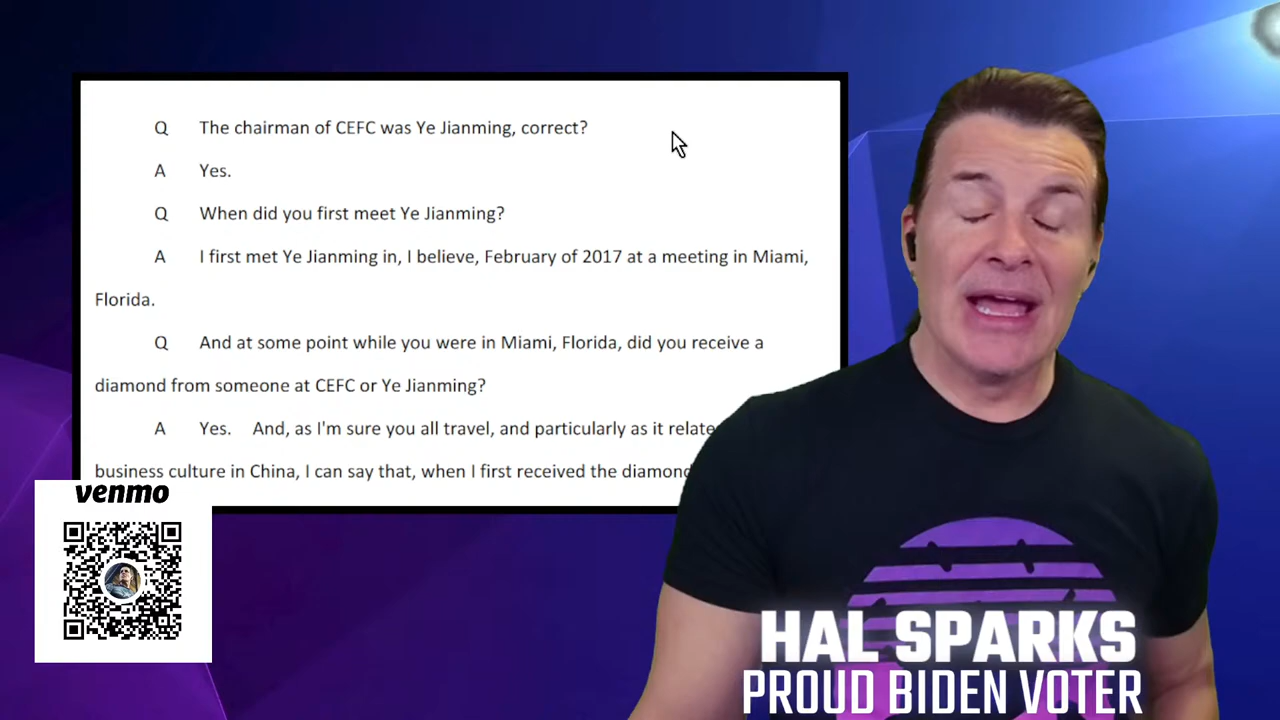 Q The chairman of CEFC was Ye Jianming, correct?
A Yes.
Q When did you first meet Ye Jianming?
A I first met Ye Jianming in, I believe, February of 2017 at a meeting in Miami,
Florida.
Q And at some point while you were in Miami, Florida, did you receive a
diamond from someone at CEFC or Ye Jianming?
A Yes. And, as I'm sure you all travel, and particularly as it relate
business culture in China, I can say that, when I first received the diamond
venmo
HAL SPARKS
PROUD BIDEN VOTER